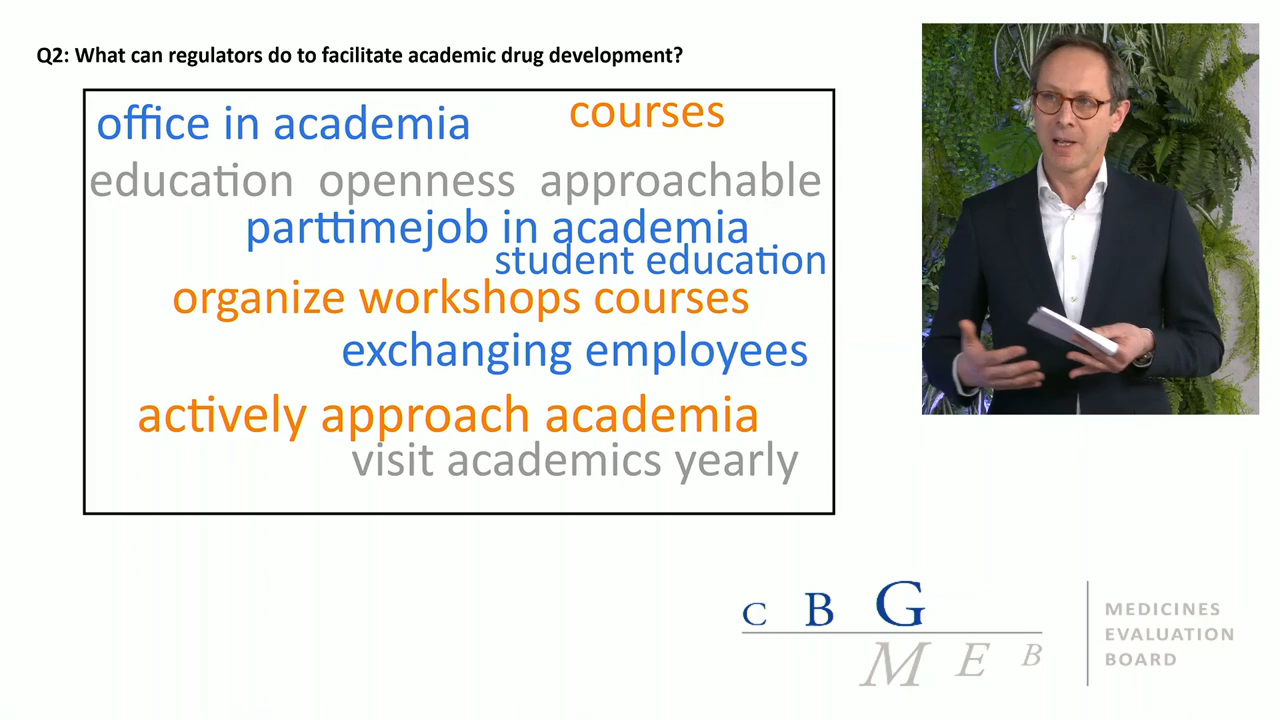 Q2: What can regulators do to facilitate academic drug development?
office in academia
courses
education openness approachable
parttimejob in academia
student education
organize workshops courses
exchanging employees
actively approach academia
visit academics yearly
C B G
M E B
MEDICINES
EVALUATION
BOARD